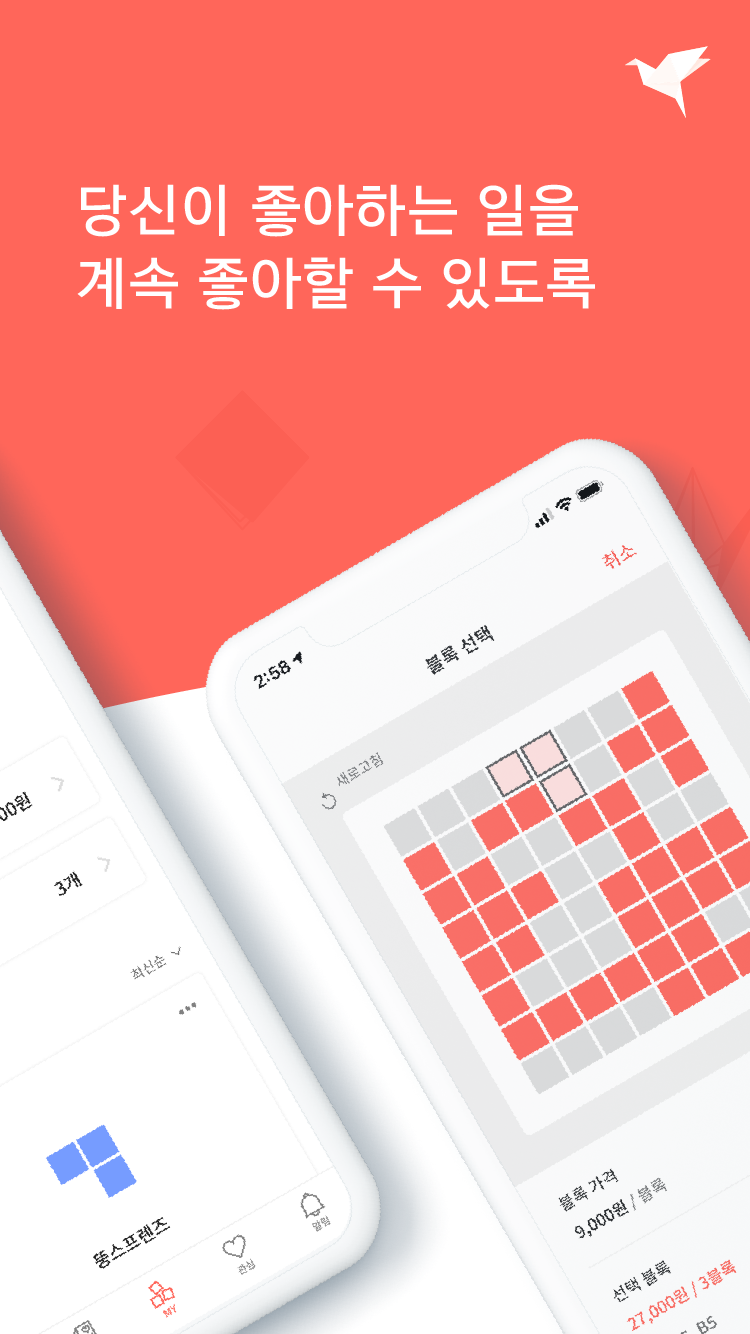 당신이 좋아하는 일을
계속 좋아할 수 있도록
2:58
취소
블록 선택
새로고침
블록 가격
9,000원 / 블록
선택 블록
27,000원 / 3블록
BS
00원
3개
최신순
뚱스프렌즈
MY
관심
알림